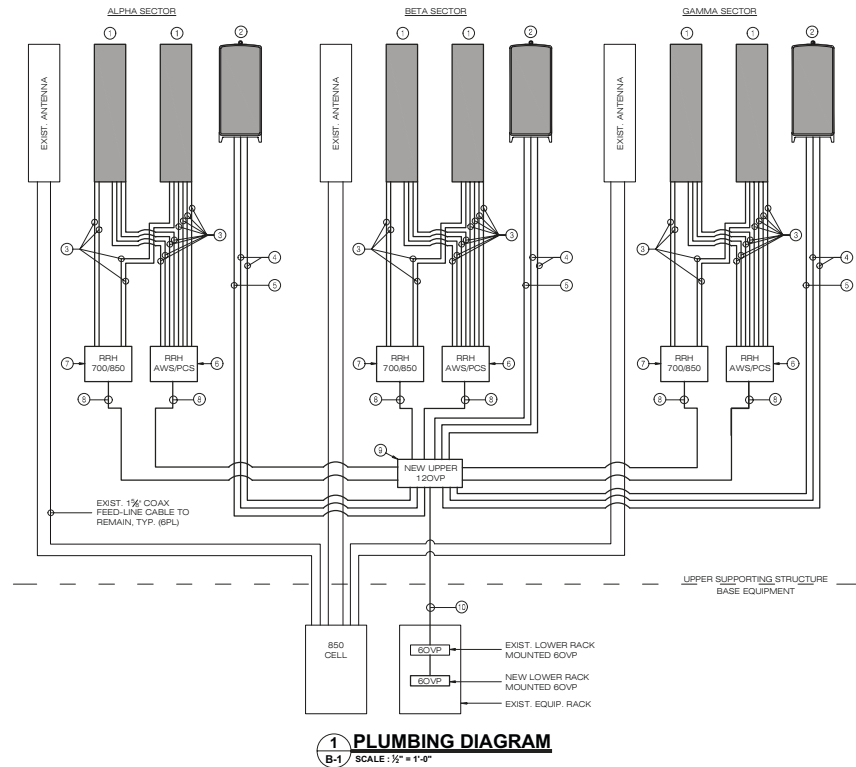 ALPHA SECTOR
BETA SECTOR
GAMMA SECTOR
1
1
2
1
1
2
1
1
2
EXIST. ANTENNA
EXIST. ANTENNA
EXIST. ANTENNA
3
3
4
5
3
3
4
5
3
3
4
5
7
RRH
700/850
RRH
AWS/PCS
6
7
RRH
700/850
RRH
AWS/PCS
6
7
RRH
700/850
RRH
AWS/PCS
6
8
8
8
8
8
8
9
NEW UPPER
12OVP
EXIST. 1⅝" COAX
FEED-LINE CABLE TO
REMAIN, TYP. (6PL)
UPPER SUPPORTING STRUCTURE
BASE EQUIPMENT
10
850
CELL
6OVP
EXIST. LOWER RACK
MOUNTED 6OVP
6OVP
NEW LOWER RACK
MOUNTED 6OVP
EXIST. EQUIP. RACK
1
B-1
PLUMBING DIAGRAM
SCALE : ½" = 1'-0"